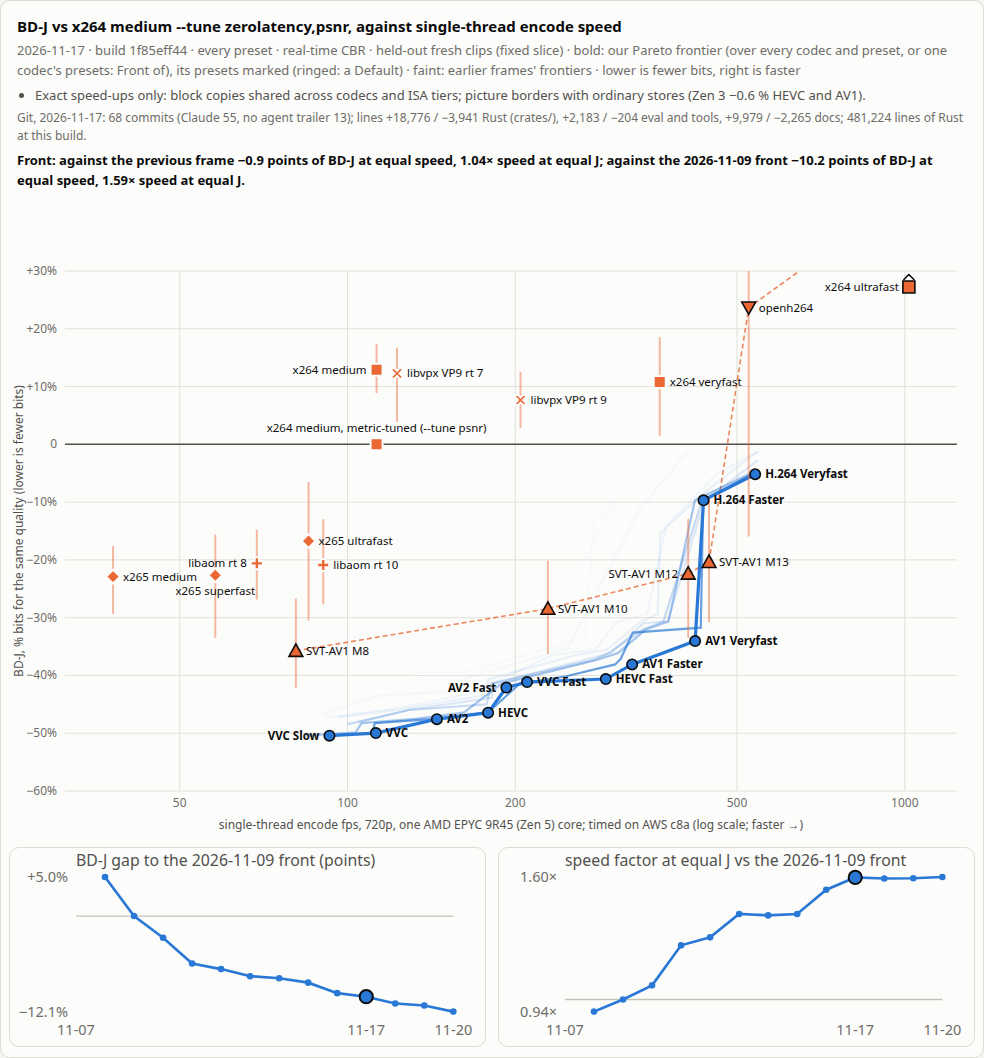 BD-J vs x264 medium --tune zerolatency,psnr, against single-thread encode speed
2026-11-17 · build 1f85eff44 · every preset · real-time CBR · held-out fresh clips (fixed slice) · bold: our Pareto frontier (over every codec and preset, or one
codec's presets: Front of), its presets marked (ringed: a Default) · faint: earlier frames' frontiers · lower is fewer bits, right is faster
• Exact speed-ups only: block copies shared across codecs and ISA tiers; picture borders with ordinary stores (Zen 3 −0.6 % HEVC and AV1).
Git, 2026-11-17: 68 commits (Claude 55, no agent trailer 13); lines +18,776 / −3,941 Rust (crates/), +2,183 / −204 eval and tools, +9,979 / −2,265 docs; 481,224 lines of Rust
at this build.
Front: against the previous frame −0.9 points of BD-J at equal speed, 1.04× speed at equal J; against the 2026-11-09 front −10.2 points of BD-J at
equal speed, 1.59× speed at equal J.
+30%
x264 ultrafast
openh264
+20%
x264 medium
libvpx VP9 rt 7
+10%
x264 veryfast
libvpx VP9 rt 9
x264 medium, metric-tuned (--tune psnr)
0
H.264 Veryfast
−10%
H.264 Faster
x265 ultrafast
−20%
libaom rt 8
libaom rt 10
SVT-AV1 M13
x265 medium
SVT-AV1 M12
x265 superfast
−30%
SVT-AV1 M10
AV1 Veryfast
SVT-AV1 M8
AV1 Faster
−40%
AV2 Fast
VVC Fast
HEVC Fast
HEVC
AV2
−50%
VVC Slow
VVC
−60%
BD-J, % bits for the same quality (lower is fewer bits)
50
100
200
500
1000
single-thread encode fps, 720p, one AMD EPYC 9R45 (Zen 5) core; timed on AWS c8a (log scale; faster →)
BD-J gap to the 2026-11-09 front (points)
+5.0%
−12.1%
11-07
11-17
11-20
speed factor at equal J vs the 2026-11-09 front
1.60×
0.94×
11-07
11-17
11-20